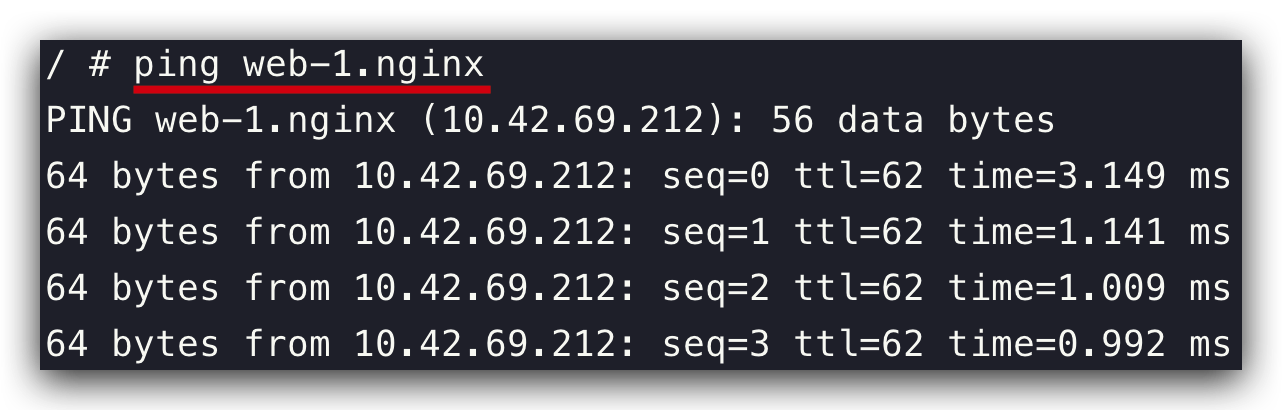 / # ping web-1.nginx
PING web-1.nginx (10.42.69.212): 56 data bytes
64 bytes from 10.42.69.212: seq=0 ttl=62 time=3.149 ms
64 bytes from 10.42.69.212: seq=1 ttl=62 time=1.141 ms
64 bytes from 10.42.69.212: seq=2 ttl=62 time=1.009 ms
64 bytes from 10.42.69.212: seq=3 ttl=62 time=0.992 ms